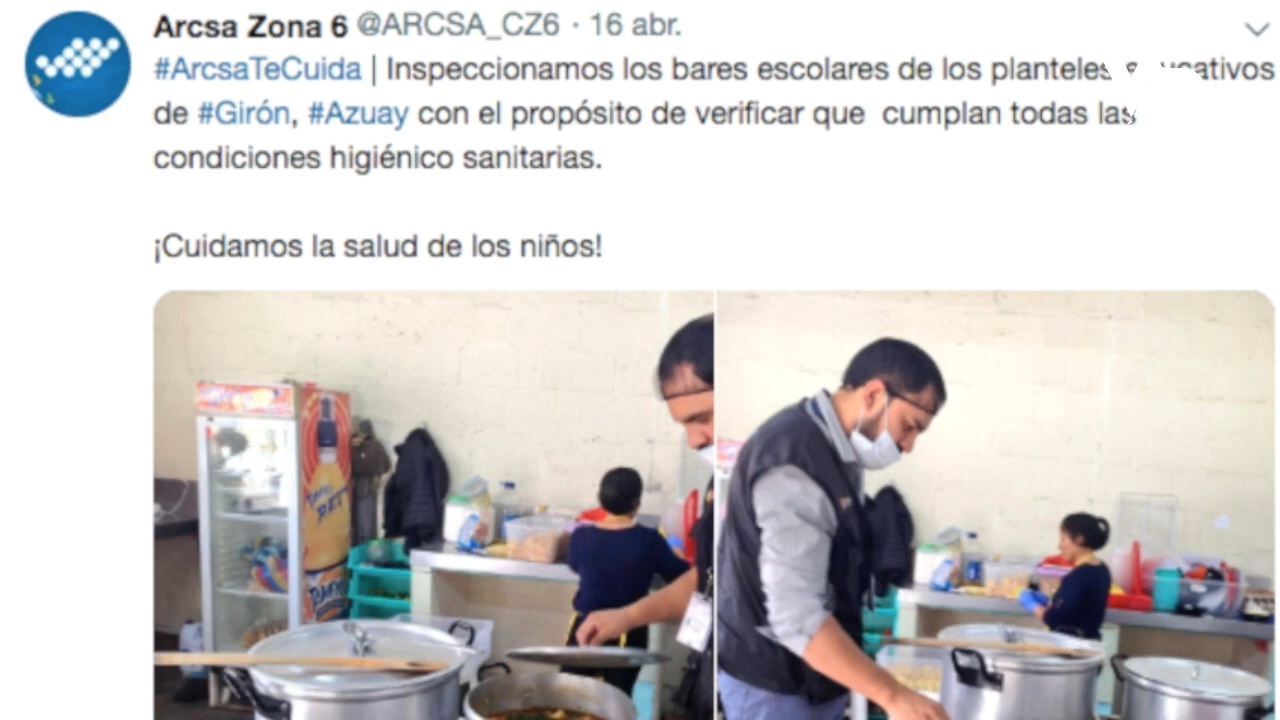 Arcsa Zona 6 @ARCSA_CZ6 · 16 abr.
#ArcsaTeCuida | Inspeccionamos los bares escolares de los planteles
de #Girón, #Azuay con el propósito de verificar que cumplan todas las
condiciones higiénico sanitarias.
¡Cuidamos la salud de los niños!